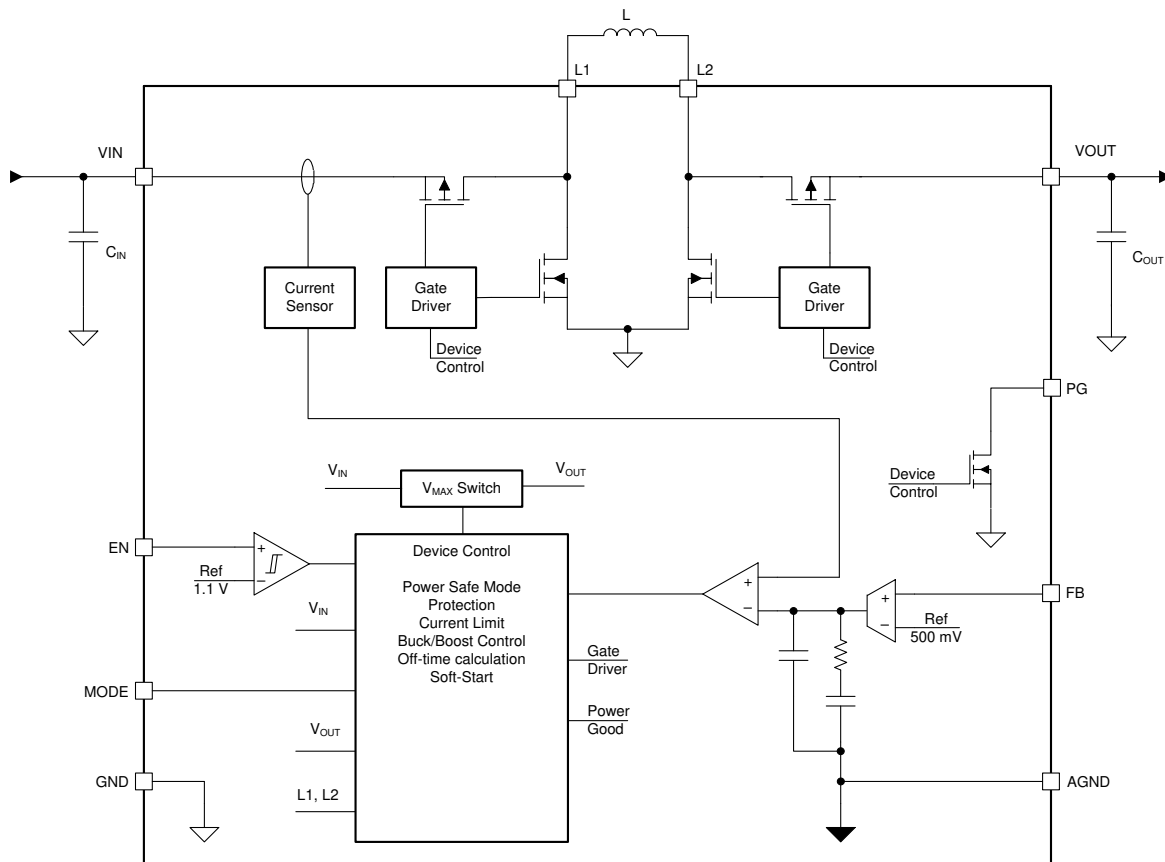 L
L1
L2
VIN
VOUT
CIN
COUT
Current
Sensor
Gate
Driver
Gate
Driver
Device
Control
Device
Control
PG
Device
Control
VIN
VMAX Switch
VOUT
EN
+
Ref
−
1.1 V
Device Control
Power Safe Mode
Protection
Current Limit
Buck/Boost Control
Off-time calculation
Soft-Start
+
−
+
−
Ref
500 mV
FB
VIN
Gate
Driver
MODE
Power
Good
VOUT
GND
L1, L2
AGND